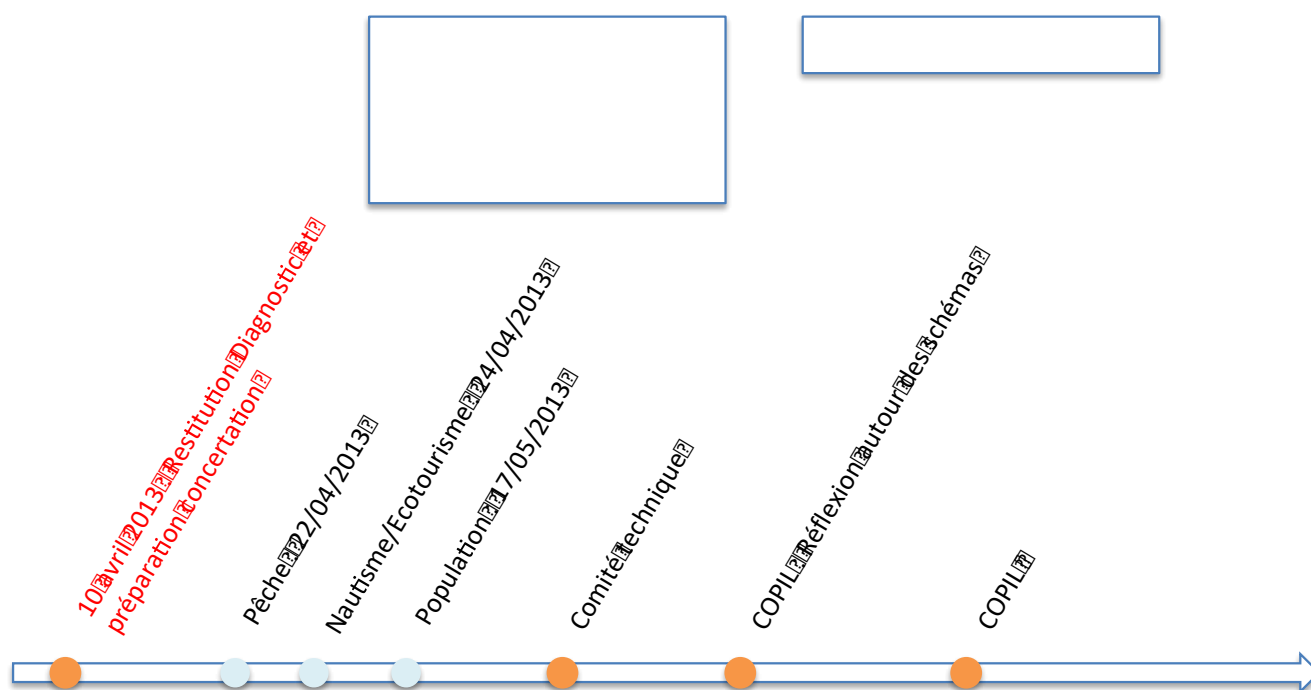 10 avril 2013 : Restitution Diagnostic et
préparation concertation
Pêche : 22/04/2013
Nautisme/Ecotourisme : 24/04/2013
Population : 17/05/2013
Comité technique
COPIL : Réflexion autour des schémas
COPIL